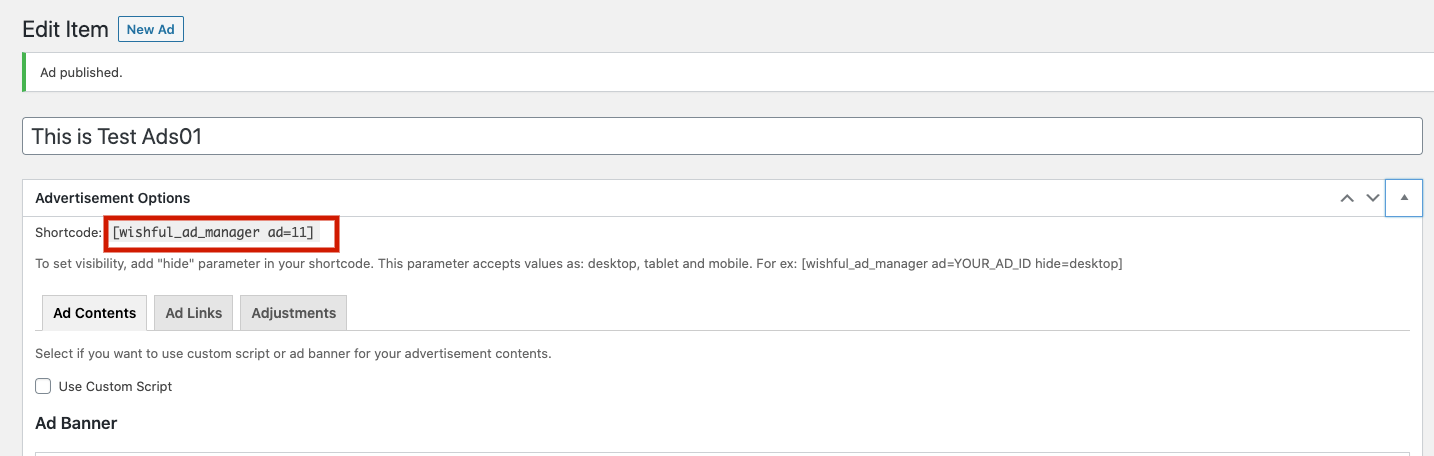 Edit Item New Ad
Ad published.
This is Test Ads01
Advertisement Options
Shortcode: [wishful_ad_manager ad=11]
To set visibility, add "hide" parameter in your shortcode. This parameter accepts values as: desktop, tablet and mobile. For ex: [wishful_ad_manager ad=YOUR_AD_ID hide=desktop]
Ad Contents Ad Links Adjustments
Select if you want to use custom script or ad banner for your advertisement contents.
Use Custom Script
Ad Banner